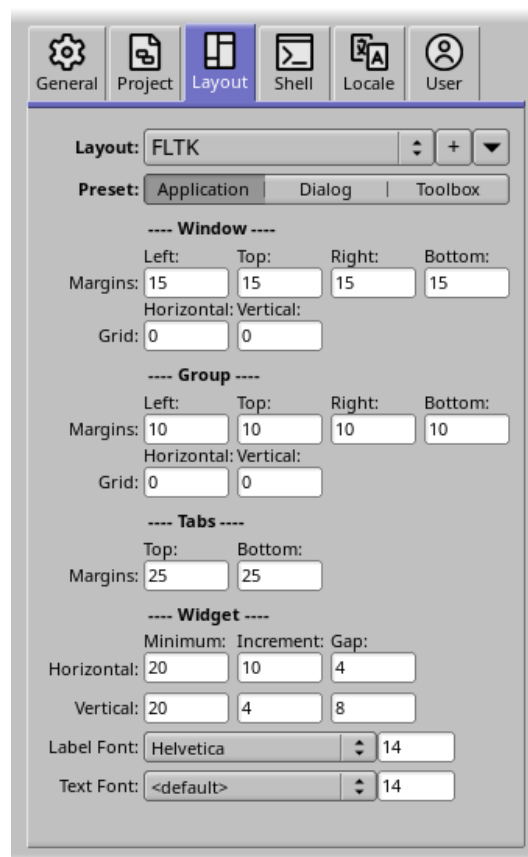 General Project Layout Shell Locale User
Layout: FLTK +
Preset: Application Dialog Toolbox
---- Window ----
Left: Top: Right: Bottom:
Margins: 15 15 15 15
Horizontal: Vertical:
Grid: 0 0
---- Group ----
Left: Top: Right: Bottom:
Margins: 10 10 10 10
Horizontal: Vertical:
Grid: 0 0
---- Tabs ----
Top: Bottom:
Margins: 25 25
---- Widget ----
Minimum: Increment: Gap:
Horizontal: 20 10 4
Vertical: 20 4 8
Label Font: Helvetica 14
Text Font: <default> 14